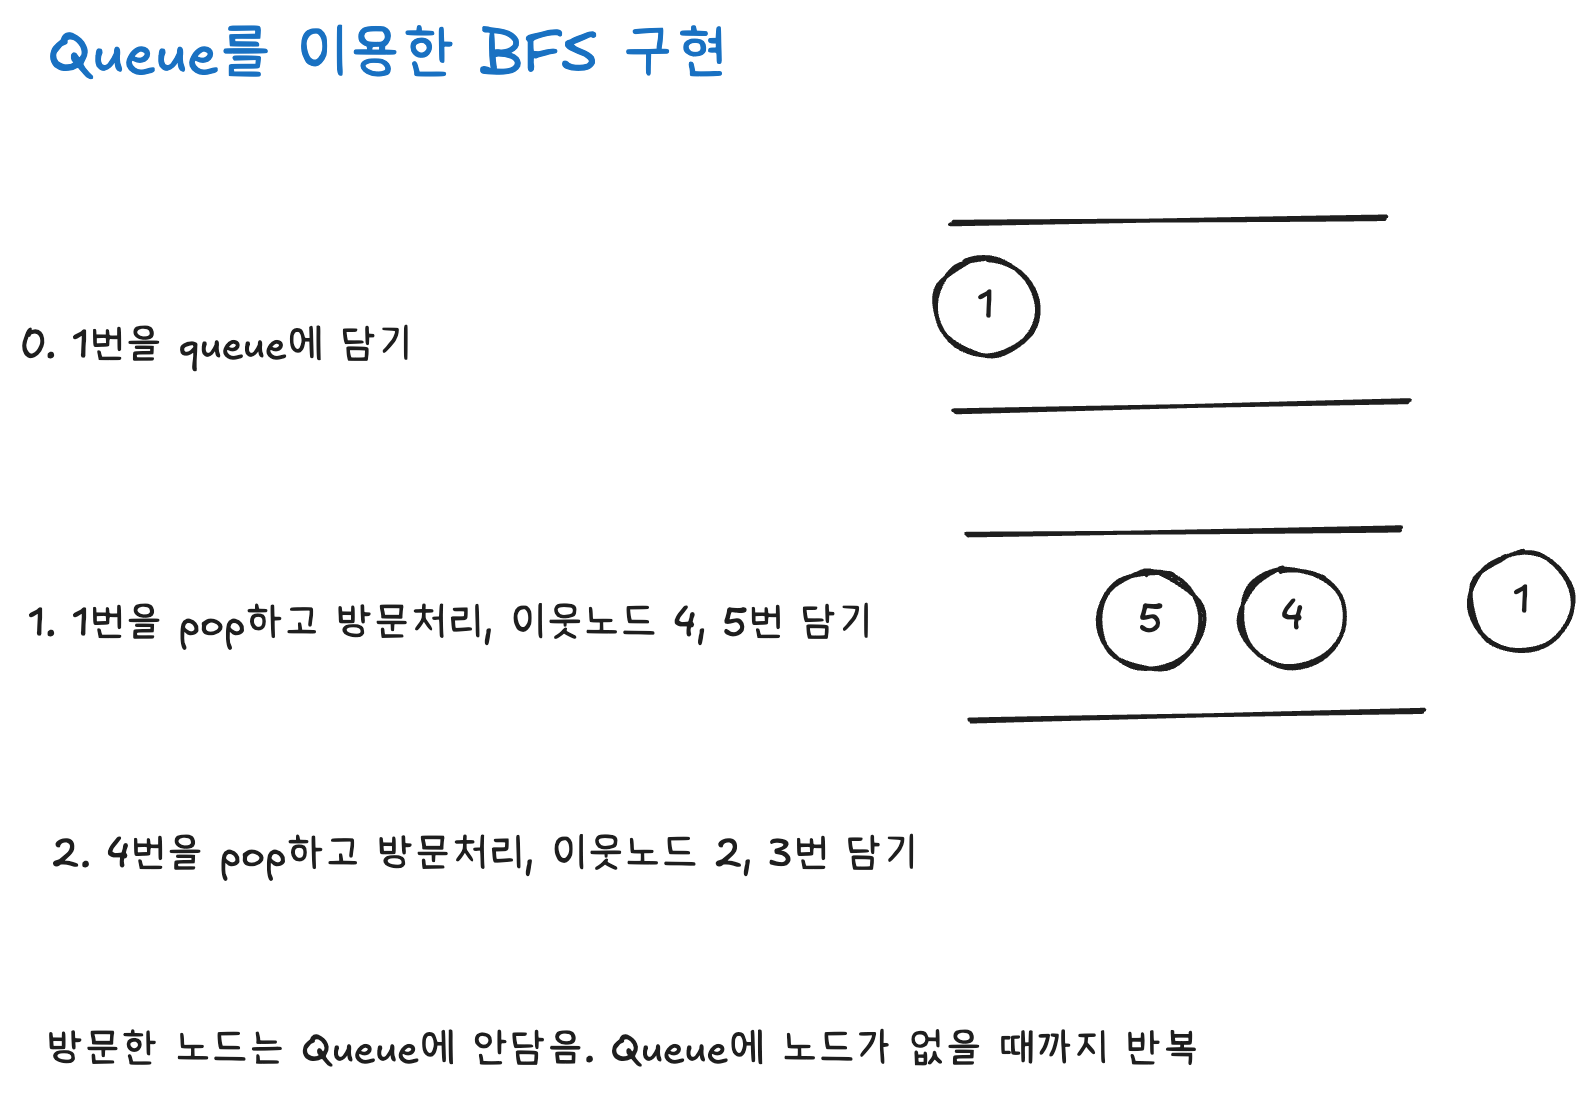 Queue를 이용한 BFS 구현
1
0. 1번을 queue에 담기
1. 1번을 pop하고 방문처리, 이웃노드 4, 5번 담기
5 4 1
2. 4번을 pop하고 방문처리, 이웃노드 2, 3번 담기
방문한 노드는 Queue에 안담음. Queue에 노드가 없을 때까지 반복